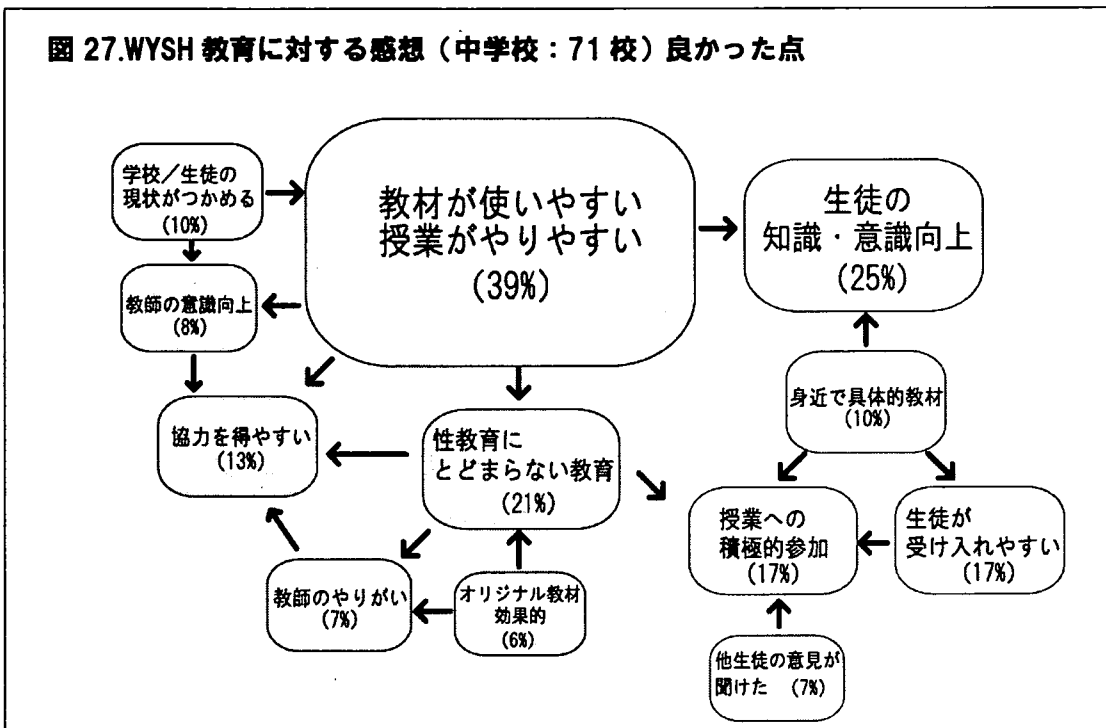 図 27.WYSH 教育に対する感想（中学校：71 校）良かった点
学校／生徒の
現状がつかめる
(10%)
教材が使いやすい
授業がやりやすい
(39%)
生徒の
知識・意識向上
(25%)
教師の意識向上
(8%)
身近で具体的教材
(10%)
協力を得やすい
(13%)
性教育に
とどまらない教育
(21%)
授業への
積極的参加
(17%)
生徒が
受け入れやすい
(17%)
教師のやりがい
(7%)
オリジナル教材
効果的
(6%)
他生徒の意見が
聞けた (7%)